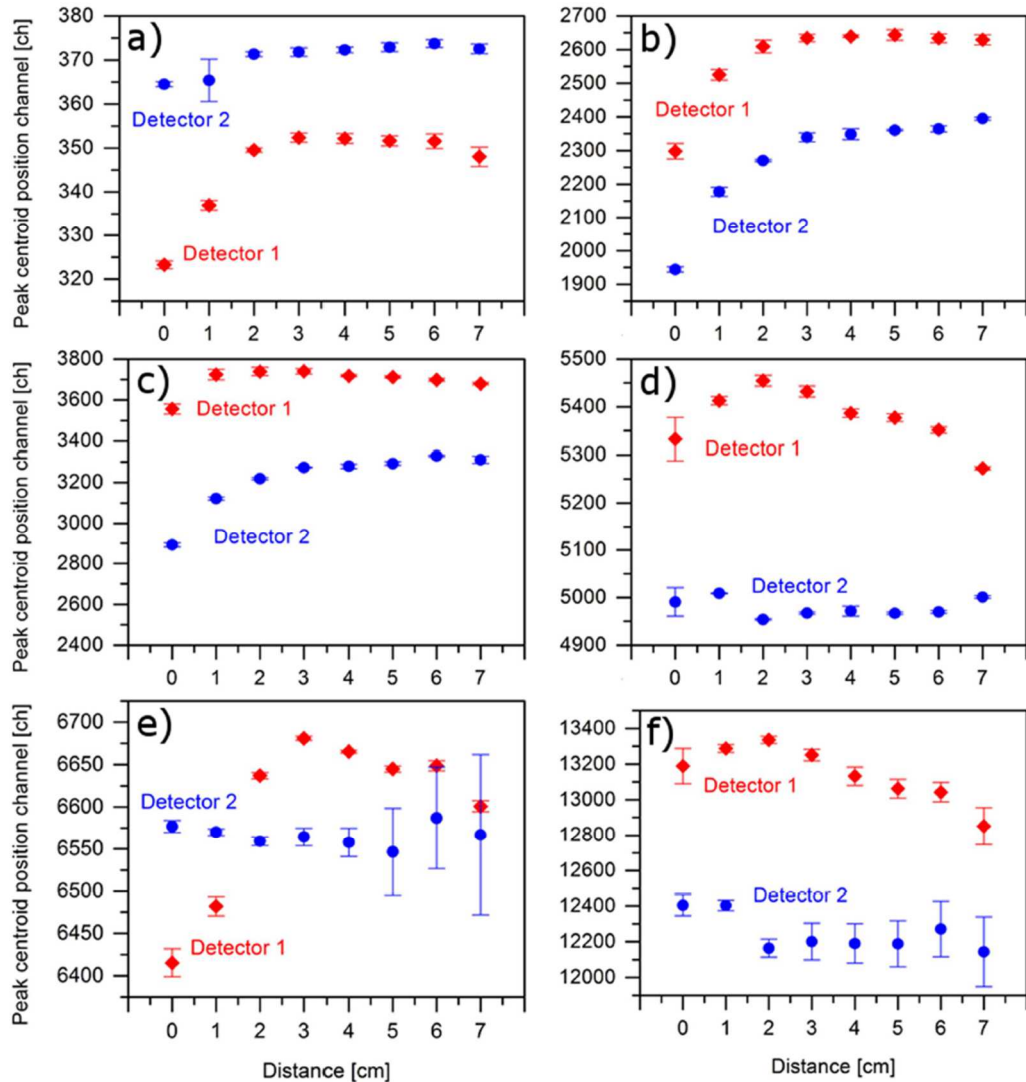 a)
Peak centroid position channel [ch]
380
370
360
350
340
330
320
Detector 2
Detector 1
0 1 2 3 4 5 6 7
b)
2700
2600
2500
2400
2300
2200
2100
2000
1900
Detector 1
Detector 2
0 1 2 3 4 5 6 7
c)
Peak centroid position channel [ch]
3800
3600
3400
3200
3000
2800
2600
2400
Detector 1
Detector 2
0 1 2 3 4 5 6 7
d)
5500
5400
5300
5200
5100
5000
4900
Detector 1
Detector 2
0 1 2 3 4 5 6 7
e)
Peak centroid position channel [ch]
6700
6650
6600
6550
6500
6450
6400
Detector 2
Detector 1
0 1 2 3 4 5 6 7
Distance [cm]
f)
13400
13200
13000
12800
12600
12400
12200
12000
Detector 1
Detector 2
0 1 2 3 4 5 6 7
Distance [cm]